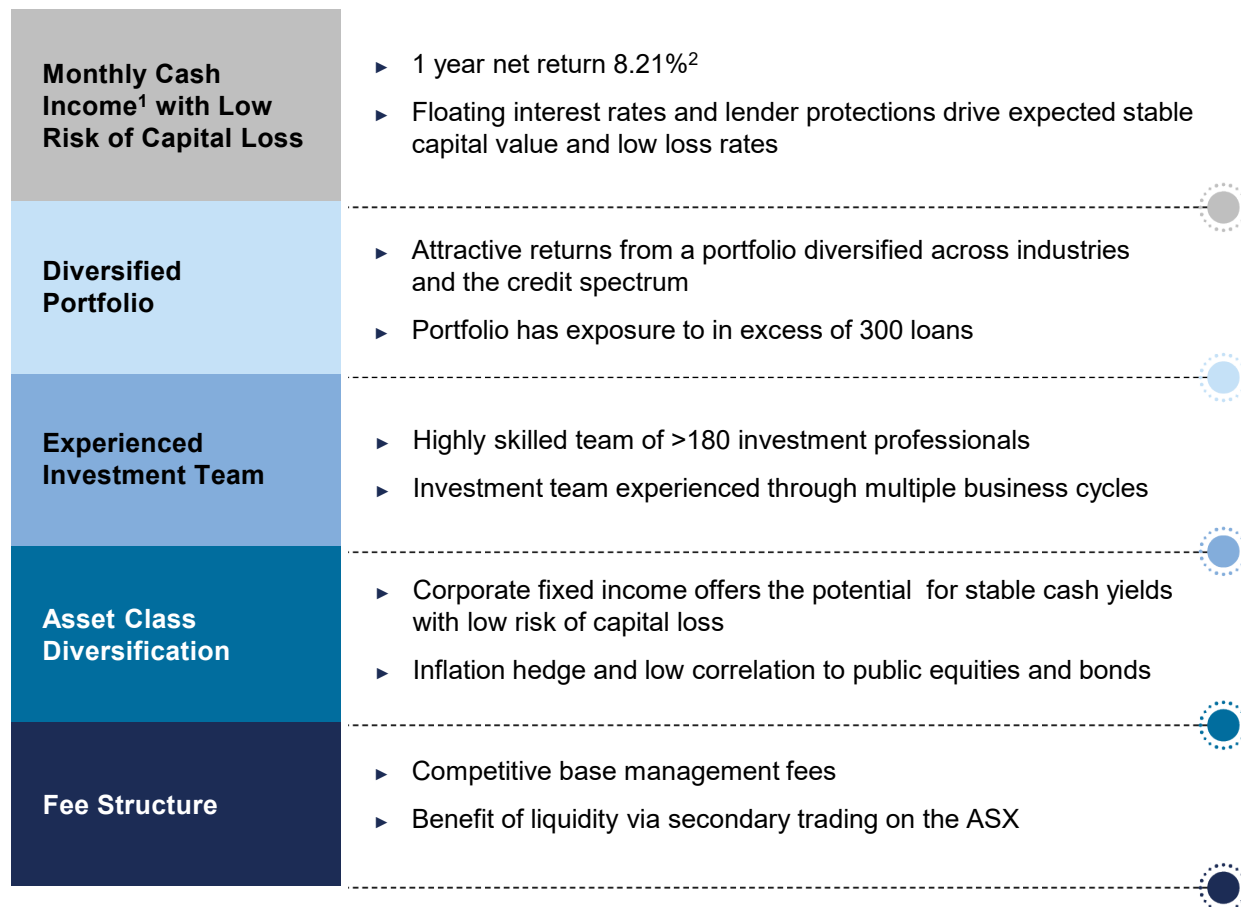 Monthly Cash
Income¹ with Low
Risk of Capital Loss
► 1 year net return 8.21%²
► Floating interest rates and lender protections drive expected stable
capital value and low loss rates
Diversified
Portfolio
► Attractive returns from a portfolio diversified across industries
and the credit spectrum
► Portfolio has exposure to in excess of 300 loans
Experienced
Investment Team
► Highly skilled team of >180 investment professionals
► Investment team experienced through multiple business cycles
Asset Class
Diversification
► Corporate fixed income offers the potential  for stable cash yields
with low risk of capital loss
► Inflation hedge and low correlation to public equities and bonds
Fee Structure
► Competitive base management fees
► Benefit of liquidity via secondary trading on the ASX